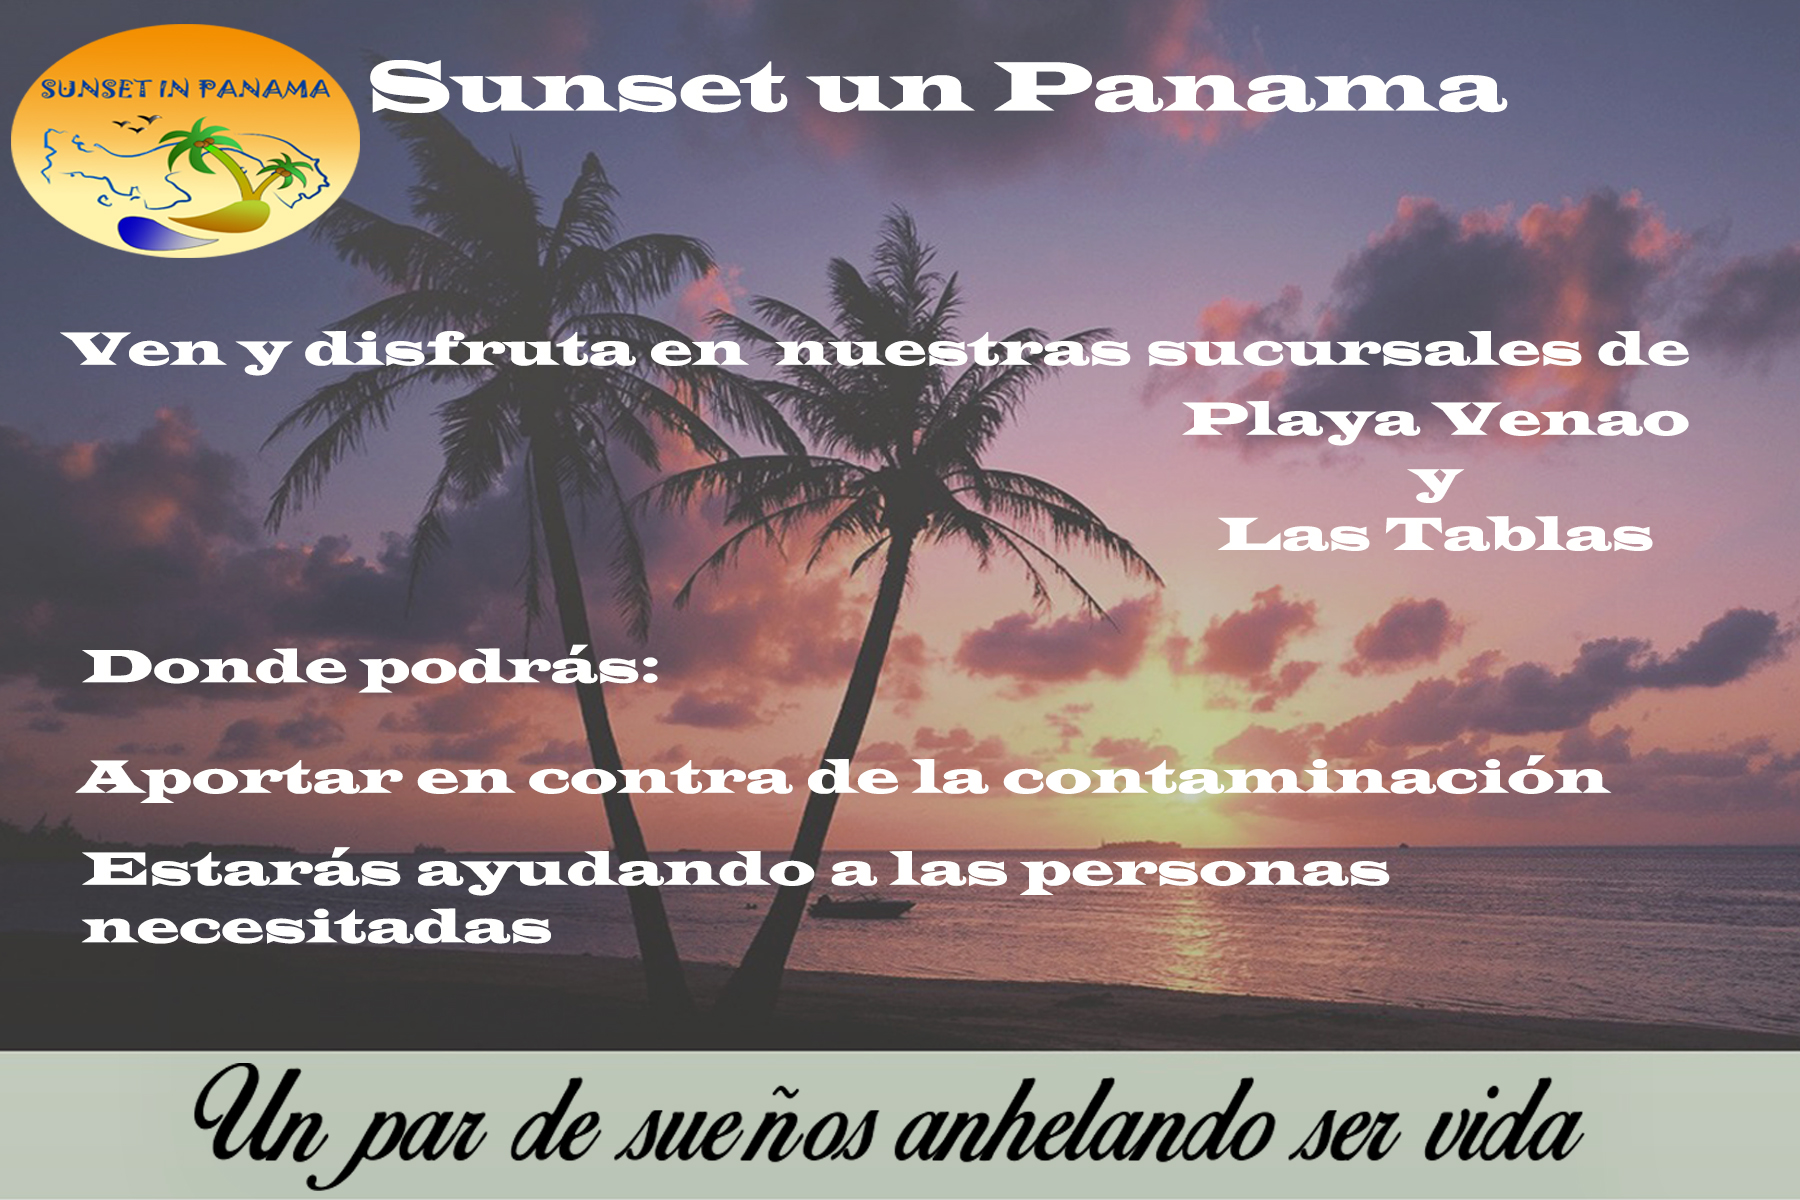 SUNSET IN PANAMA
Sunset un Panama
Ven y disfruta en nuestras sucursales de
Playa Venao
y
Las Tablas
Donde podrás:
Aportar en contra de la contaminación
Estarás ayudando a las personas
necesitadas
Un par de sueños anhelando ser vida